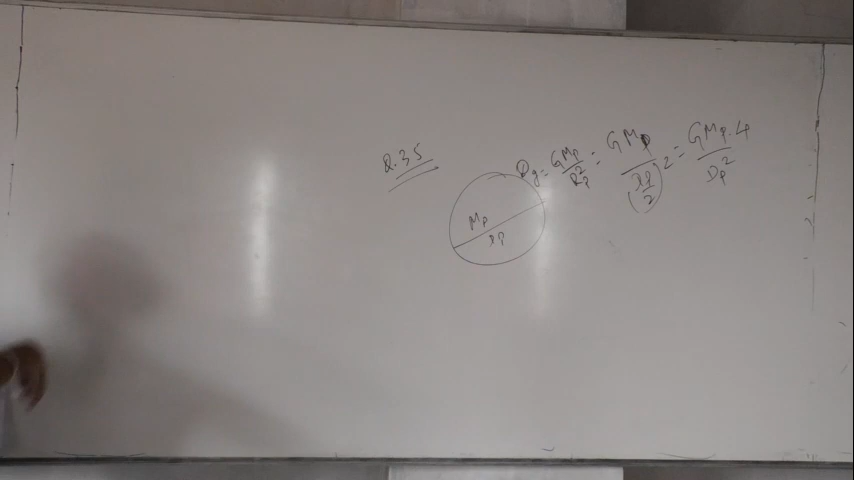 Q.35
g = GMp/Rp² = GMp/(Dp/2)² = GMp.4/Dp²
Mp
Dp